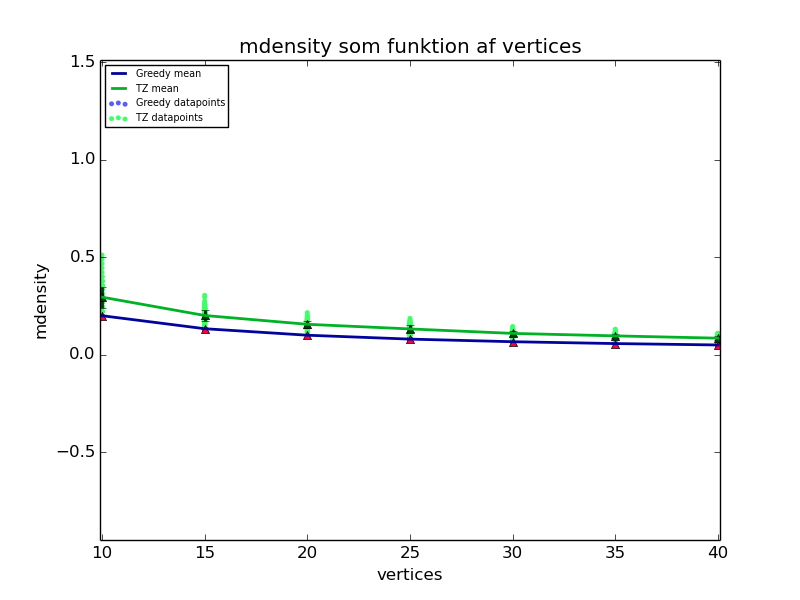 mdensity som funktion af vertices
1.5
1.0
0.5
0.0
−0.5
mdensity
Greedy mean
TZ mean
Greedy datapoints
TZ datapoints
10 15 20 25 30 35 40
vertices